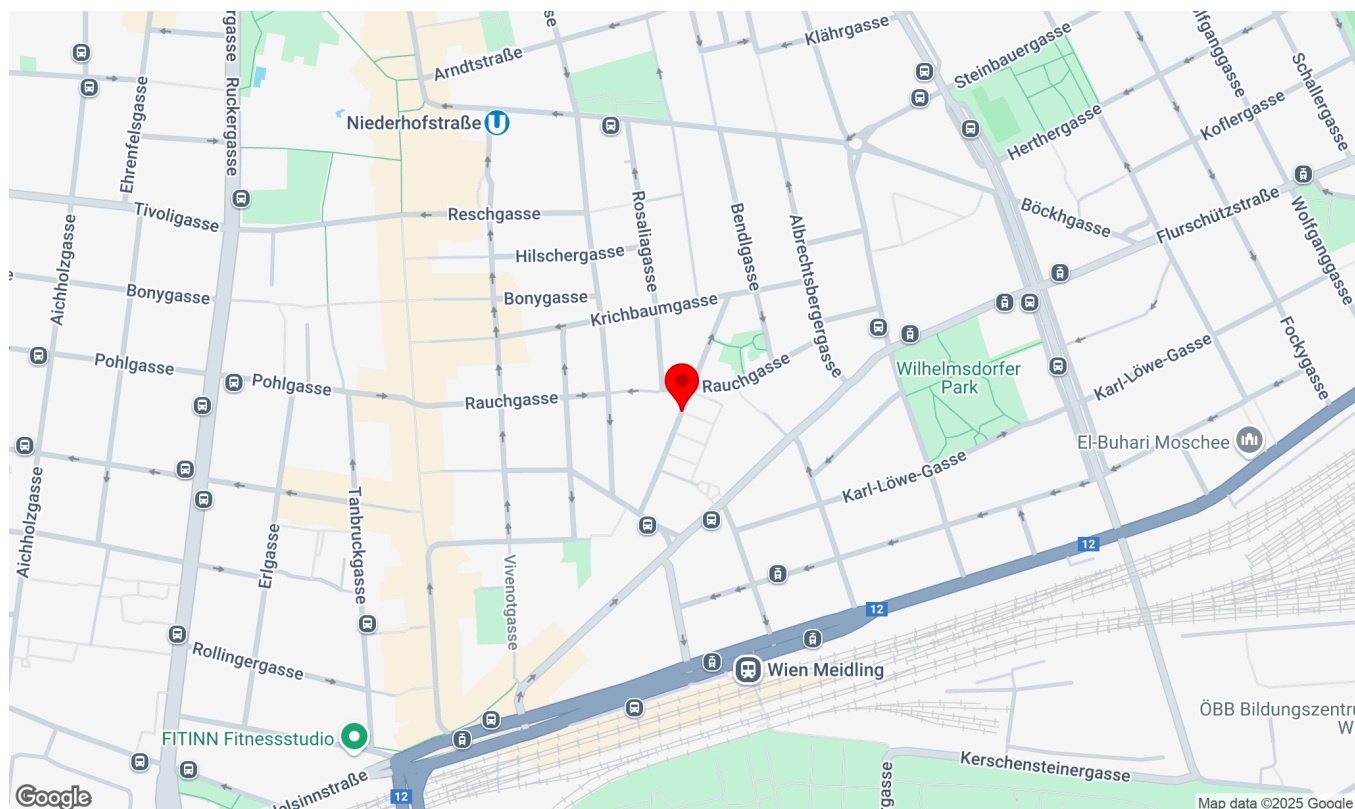 Klährgasse
Steinbauergasse
Wolfganggasse
Schallergasse
Koflergasse
Herthergasse
Arndtstraße
Niederhofstraße
Ruckergasse
Ehrenfelsgasse
Tivoligasse
Reschgasse
Rosaliagasse
Bendlgasse
Albrechtsbergergasse
Böckhgasse
Flurschützstraße
Wolfganggasse
Hilschergasse
Bonygasse
Bonygasse
Krichbaumgasse
Aichholzgasse
Pohlgasse
Pohlgasse
Rauchgasse
Rauchgasse
Wilhelmsdorfer
Park
Karl-Löwe-Gasse
Fockygasse
El-Buhari Moschee
Karl-Löwe-Gasse
Aichholzgasse
Erlgasse
Tanbruckgasse
Vivenotgasse
12
12
Rollingergasse
Wien Meidling
FITINN Fitnessstudio
ÖBB Bildungszentru
W
Kerschensteinergasse
12
Google
Map data ©2025 Google